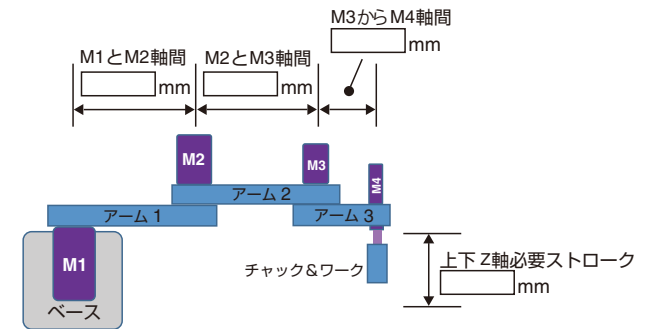 M3からM4軸間
mm
M1とM2軸間
M2とM3軸間
mm
mm
M2
M3
M4
アーム 2
アーム 1
アーム 3
M1
チャック＆ワーク
上下 Z軸必要ストローク
mm
ベース